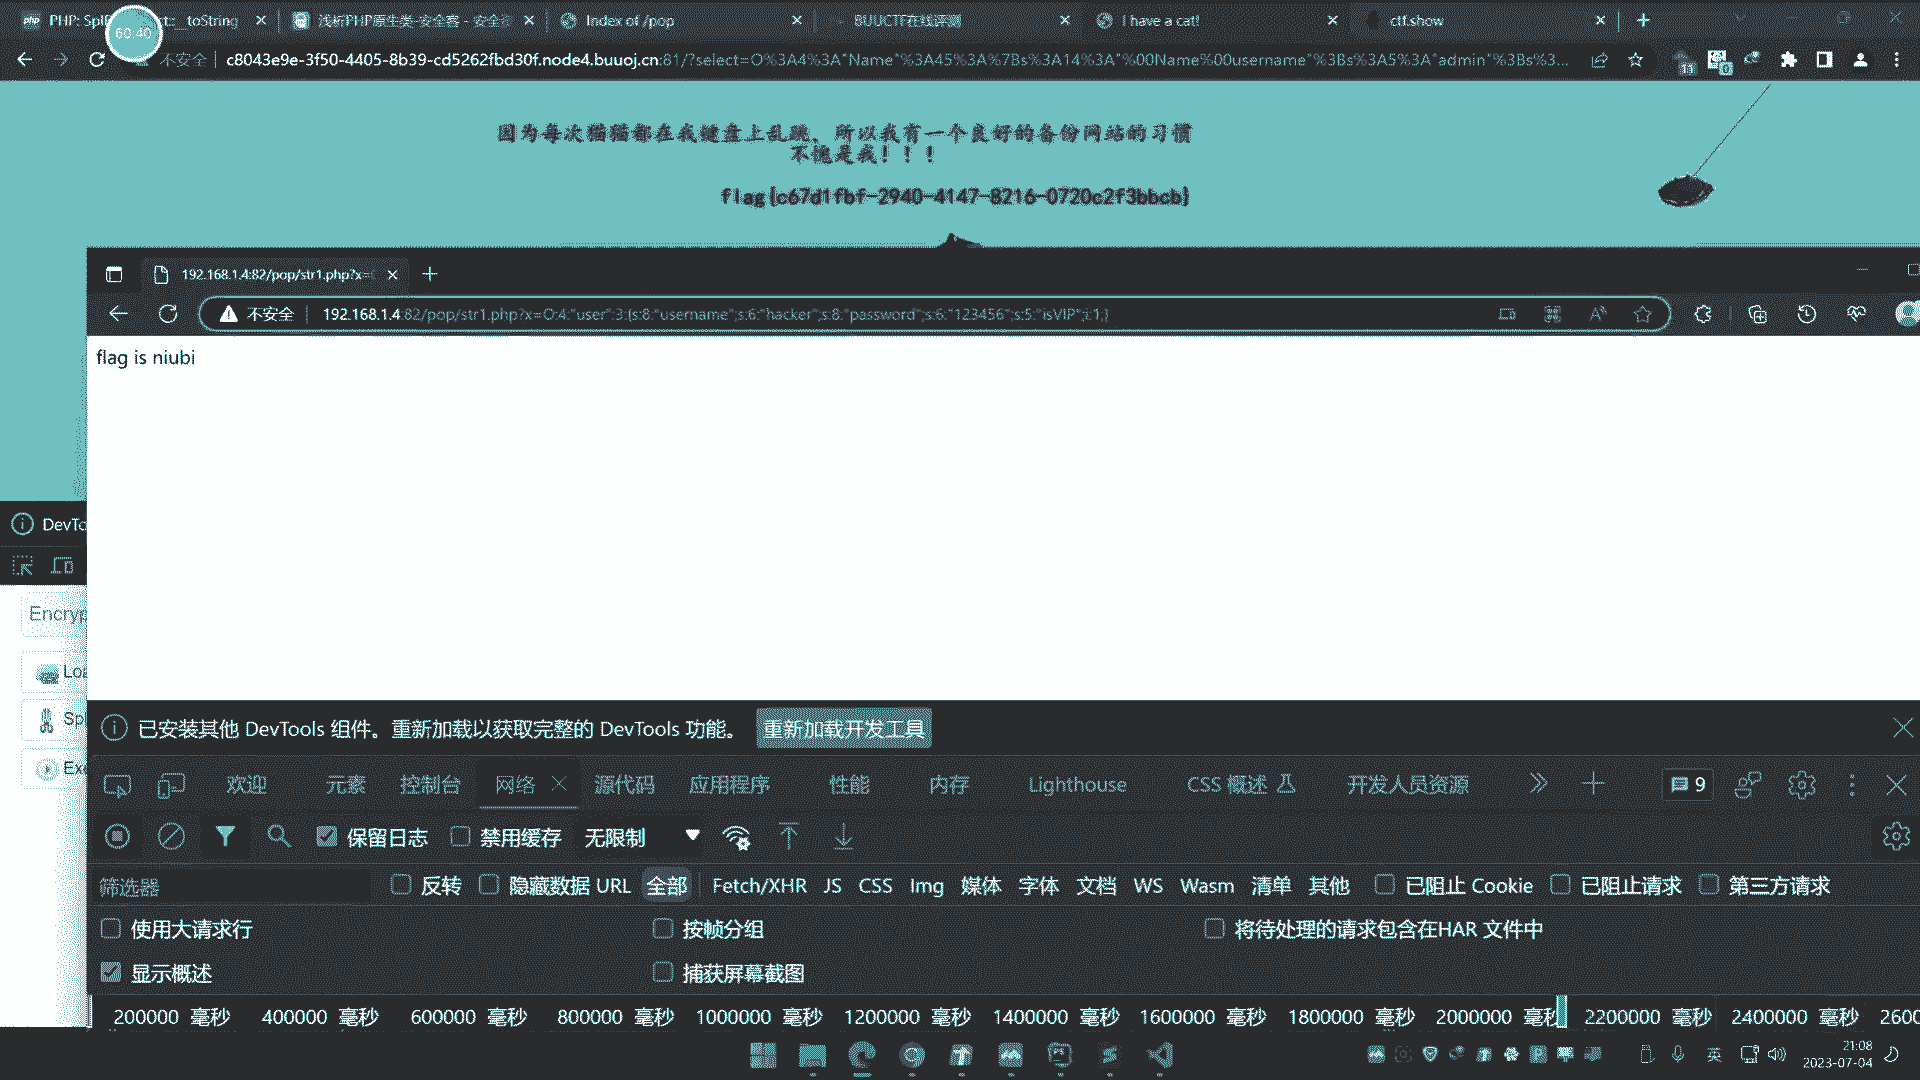 PHP: Spl ct::_toString
60:40
浅析PHP原生类-安全客 - 安全
Index of /pop
BUUCTF在线评测
I have a cat!
ctf.show
不安全 c8043e9e-3f50-4405-8b39-cd5262fbd30f.node4.buuoj.cn:81/?select=O%3A4%3A"Name"%3A45%3A%7Bs%3A14%3A"%00Name%00username"%3Bs%3A5%3A"admin"%3Bs%3...
11
0
因为每次猫猫都在我键盘上乱跳，所以我有一个良好的备份网站的习惯
不愧是我！！！
flag{c67d1fbf-2940-4147-8216-0720c2f3bbcb}
192.168.1.4:82/pop/str1.php?x=
不安全 192.168.1.4:82/pop/str1.php?x=O:4:"user":3:{s:8:"username";s:6:"hacker";s:8:"password";s:6:"123456";s:5:"isVIP";i:1;}
flag is niubi
DevTo
Encryp
Loa
Spl
Exe
已安装其他 DevTools 组件。重新加载以获取完整的 DevTools 功能。 重新加载开发工具
欢迎 元素 控制台 网络 源代码 应用程序 性能 内存 Lighthouse CSS 概述 开发人员资源 9
保留日志 禁用缓存 无限制
筛选器 反转 隐藏数据 URL 全部 Fetch/XHR JS CSS Img 媒体 字体 文档 WS Wasm 清单 其他 已阻止 Cookie 已阻止请求 第三方请求
使用大请求行 按帧分组 将待处理的请求包含在HAR 文件中
显示概述 捕获屏幕截图
200000 毫秒 400000 毫秒 600000 毫秒 800000 毫秒 1000000 毫秒 1200000 毫秒 1400000 毫秒 1600000 毫秒 1800000 毫秒 2000000 毫秒 2200000 毫秒 2400000 毫秒 2600
英
21:08
2023-07-04